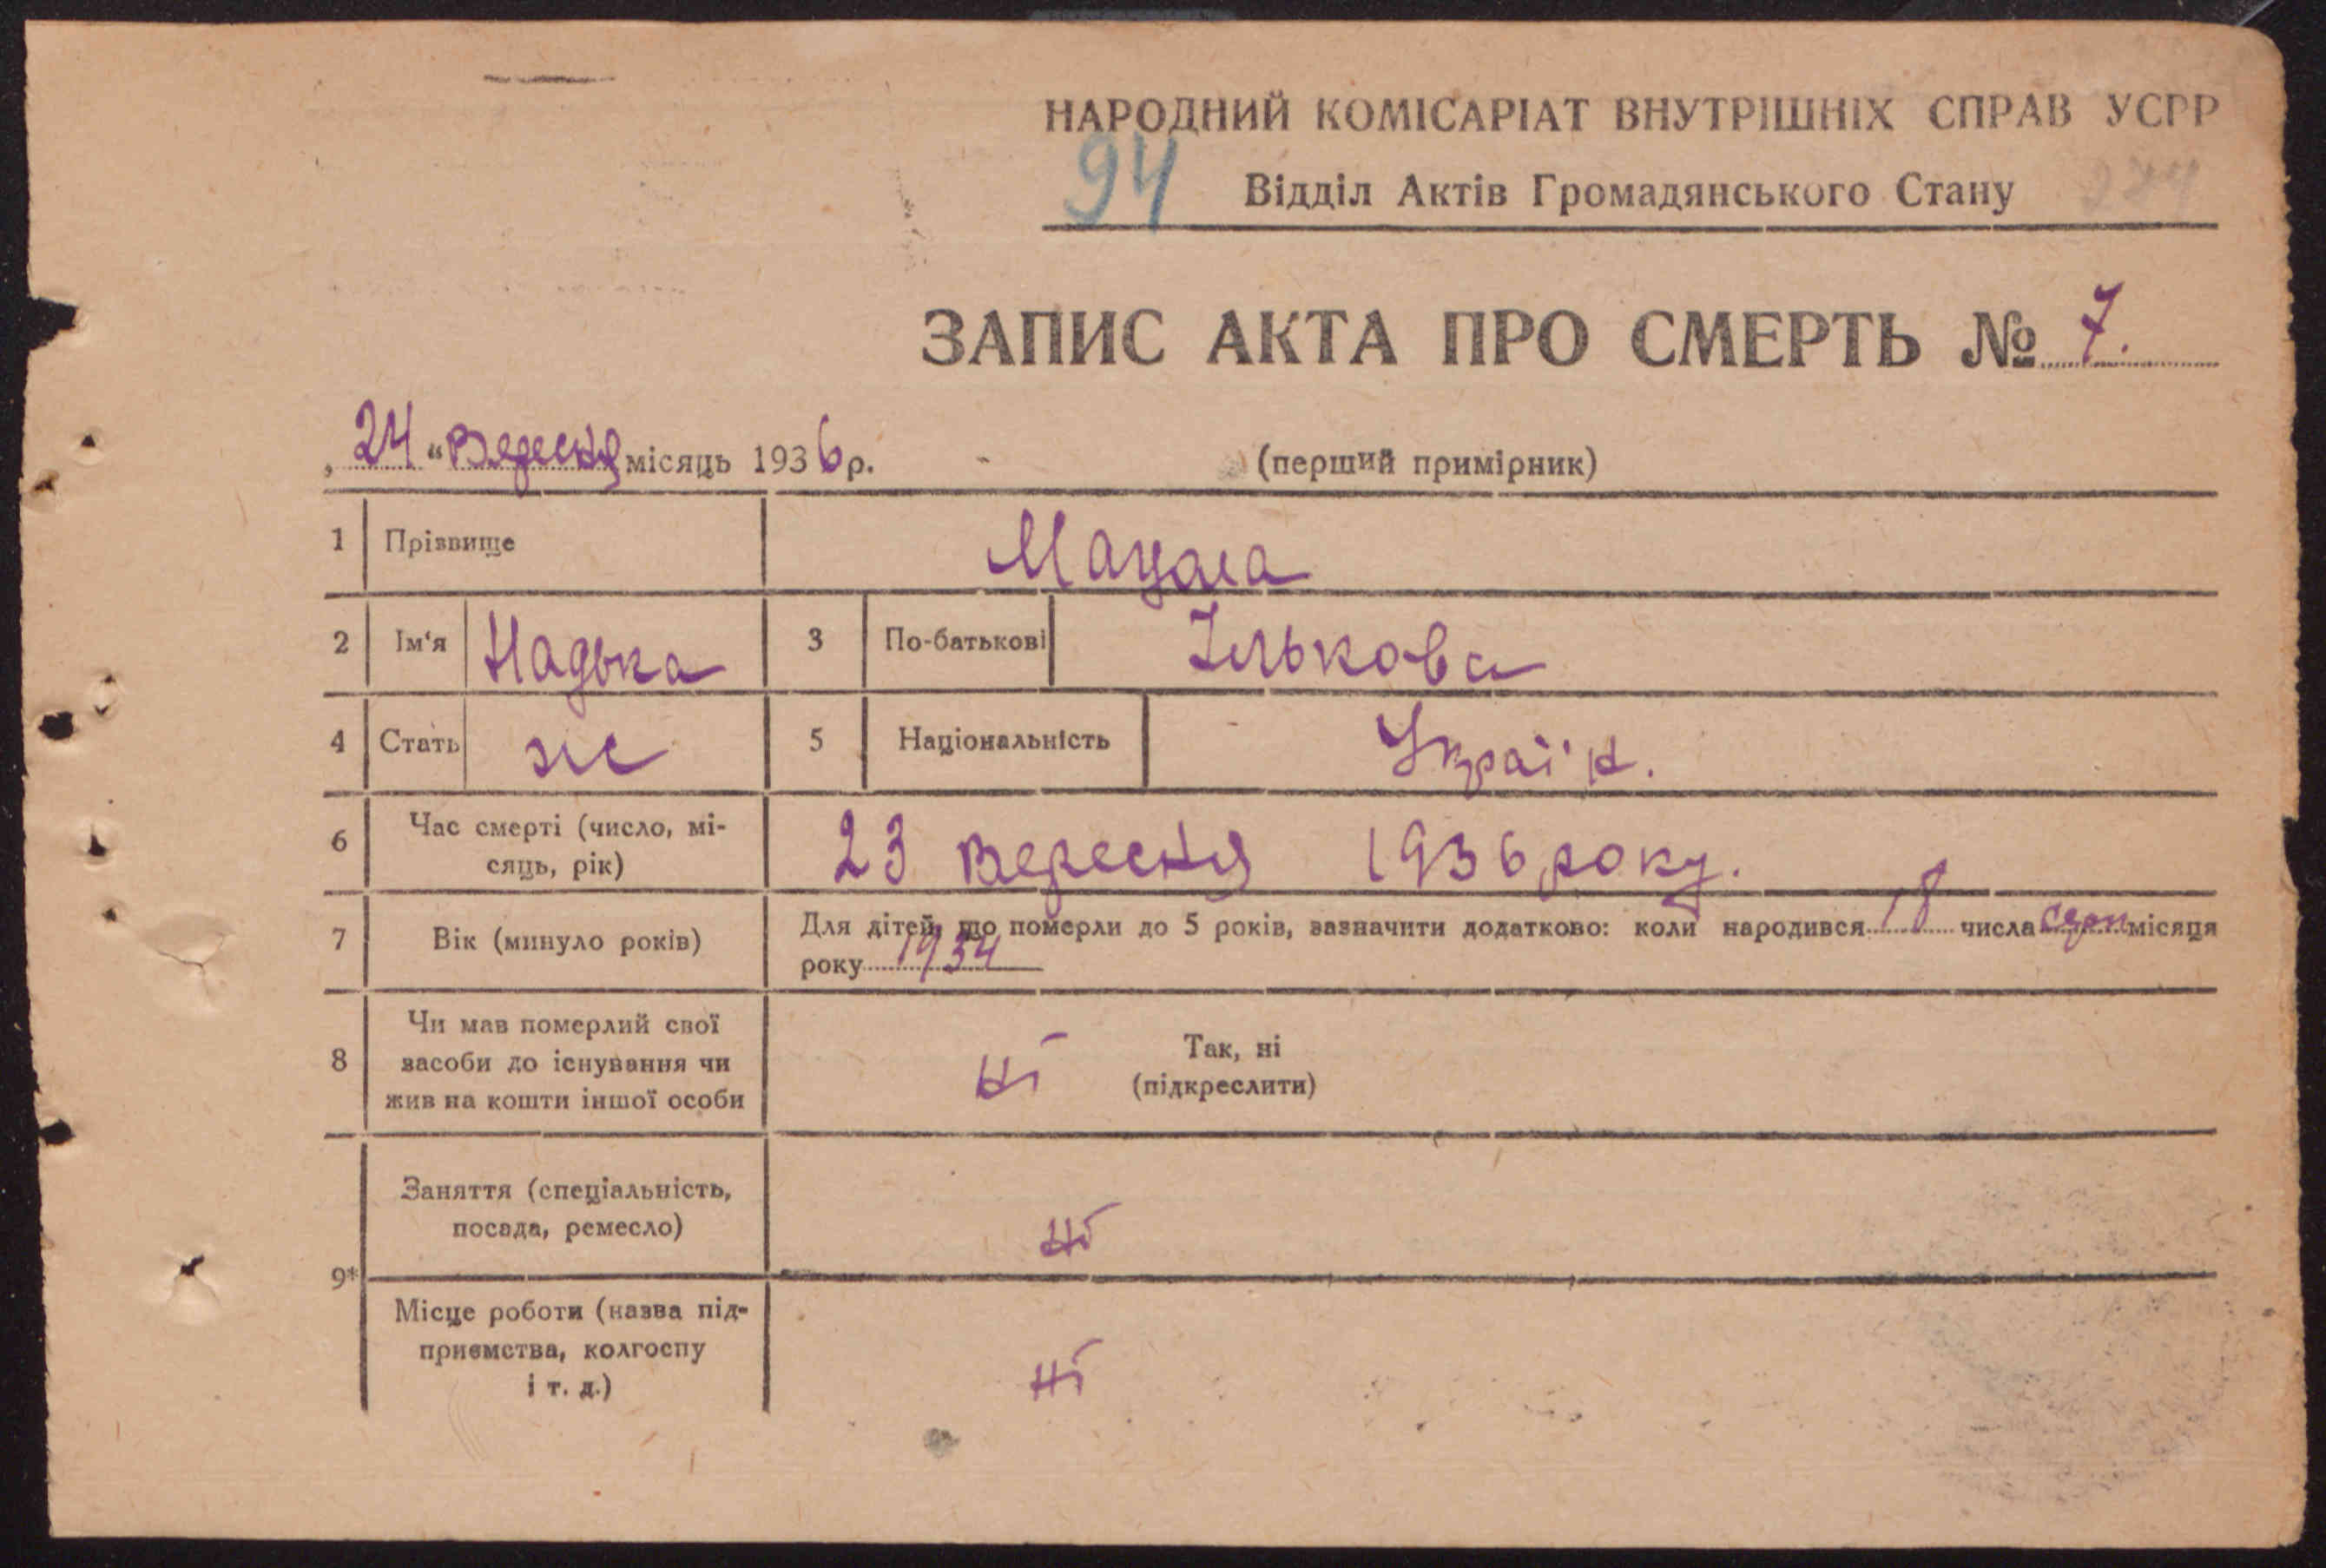 НАРОДНИЙ КОМІСАРІАТ ВНУТРІШНІХ СПРАВ УСРР
94 Відділ Актів Громадянського Стану
ЗАПИС АКТА ПРО СМЕРТЬ № 7.
„ 24 “ Вересня місяць 1936 р. (перший примірник)
1 Прізвище Мацала
2 Ім'я Надька 3 По-батькові Ількова
4 Стать ж 5 Національність Україн.
6 Час смерті (число, мі-
сяць, рік) 23 Вересня 1936 року.
7 Вік (минуло років) Для дітей, що померли до 5 років, зазначити додатково: коли народився 18 числа серп місяця
року 1934
8 Чи мав померлий свої
засоби до існування чи
жив на кошти іншої особи
ні Так, ні
(підкреслити)
9* Заняття (спеціальність,
посада, ремесло) ні
Місце роботи (назва під-
приємства, колгоспу
і т. д.) ні